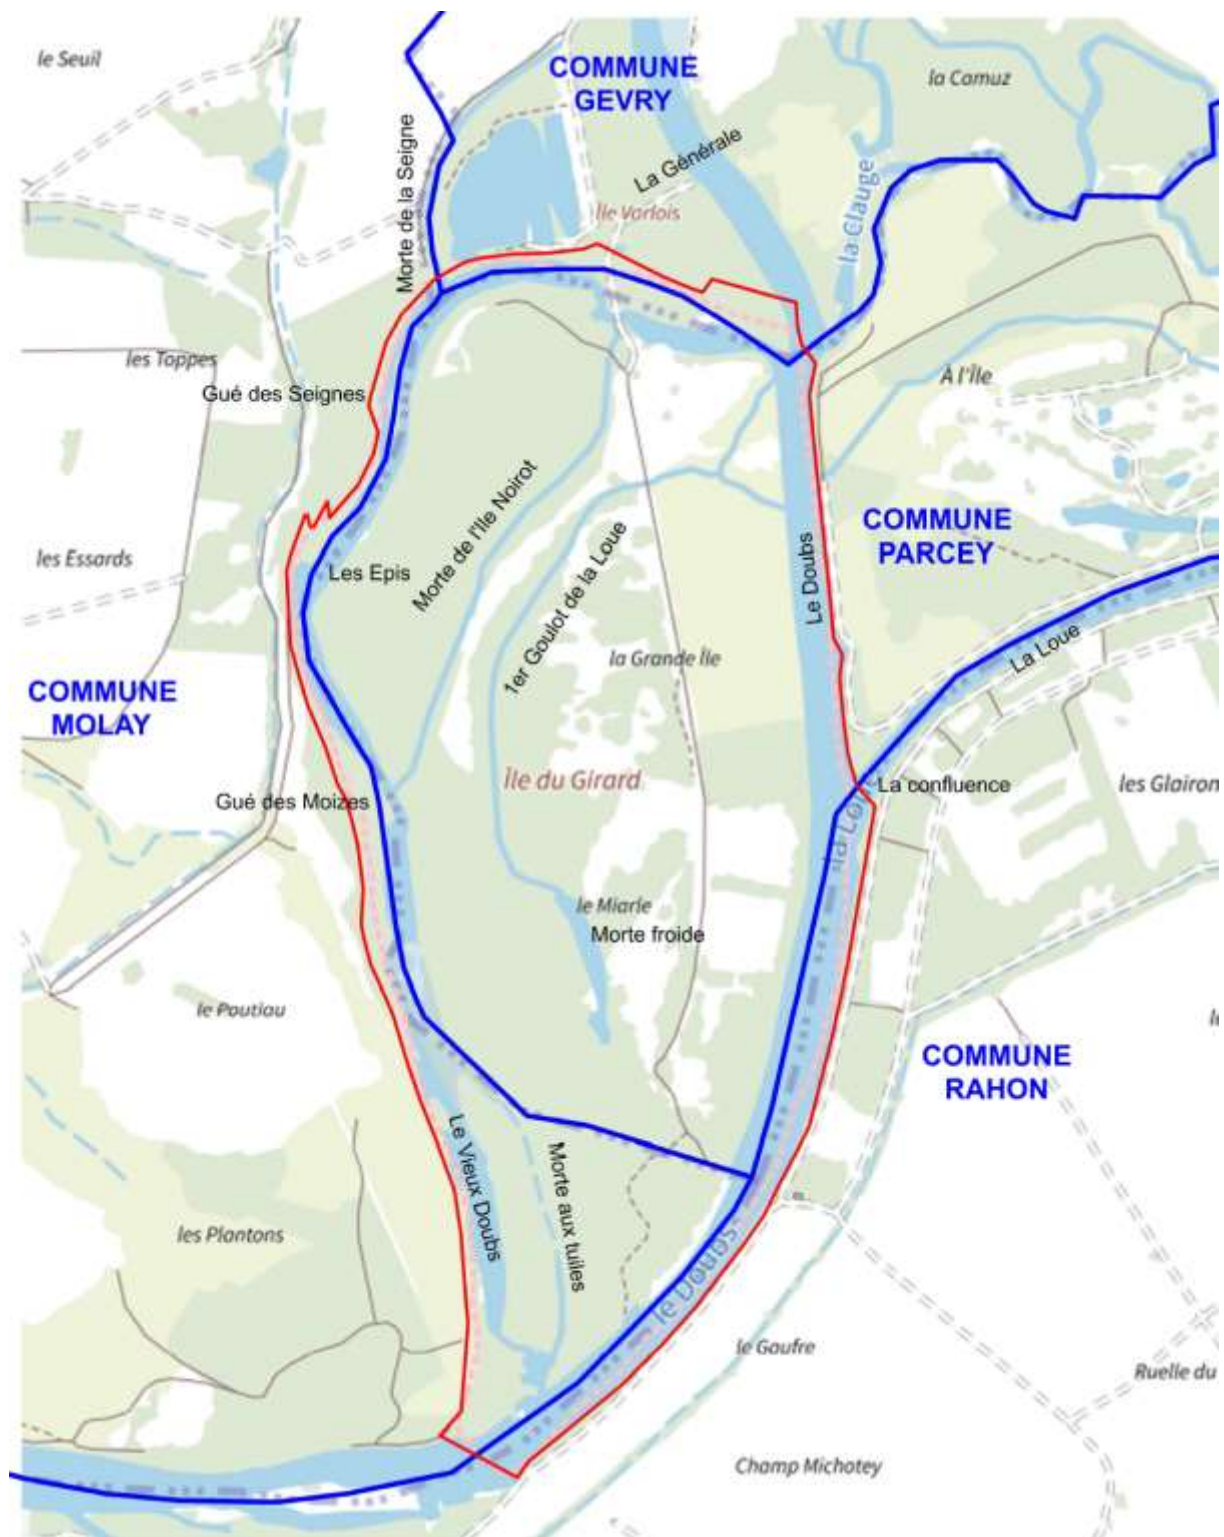 le Seuil
COMMUNE
GEVRY
la Camuz
Morte de la Seigne
La Générale
Île Varlois
la Clauge
les Toppes
Gué des Seignes
À l'Île
Morte de l'Ile Noirot
COMMUNE
PARCEY
les Essards
Les Epis
1er Goulot de la Loue
Le Doubs
la Grande Île
La Loue
COMMUNE
MOLAY
Île du Girard
La confluence
les Glairon
Gué des Moizes
la Loue
le Miarle
Morte froide
le Poutiau
COMMUNE
RAHON
Le Vieux Doubs
Morte aux tuiles
les Plantons
le Doubs
le Gaufre
Ruelle du
Champ Michotey